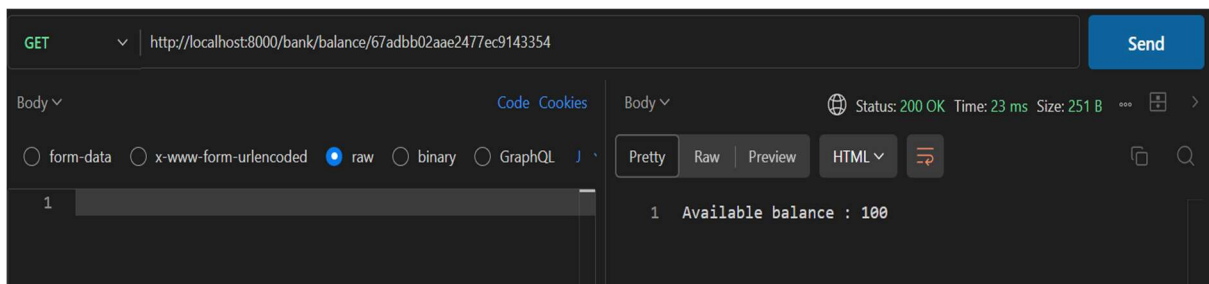 GET http://localhost:8000/bank/balance/67adbb02aae2477ec9143354 Send
Body Code Cookies
form-data x-www-form-urlencoded raw binary GraphQL J
1
Body Status: 200 OK Time: 23 ms Size: 251 B
Pretty Raw Preview HTML
1 Available balance : 100